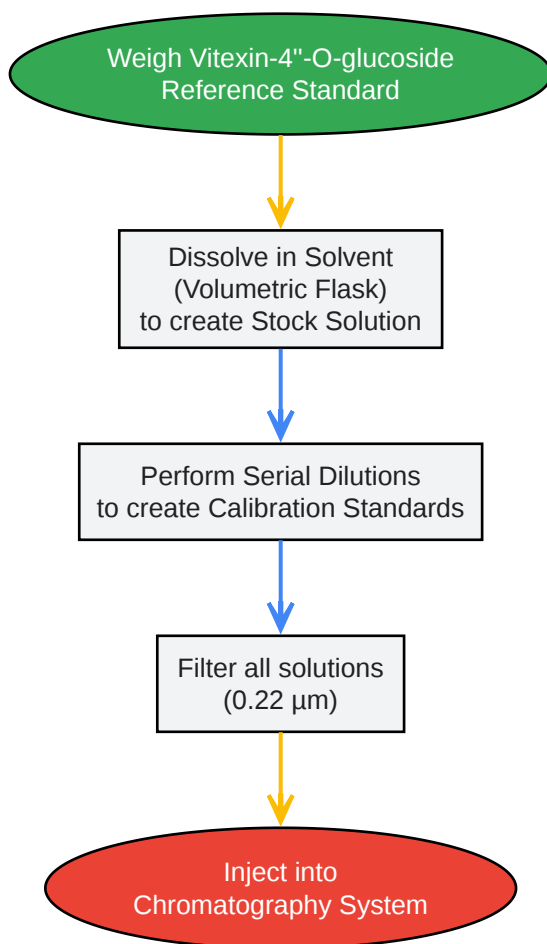 Weigh Vitexin-4"-O-glucoside
Reference Standard
Dissolve in Solvent
(Volumetric Flask)
to create Stock Solution
Perform Serial Dilutions
to create Calibration Standards
Filter all solutions
(0.22 µm)
Inject into
Chromatography System